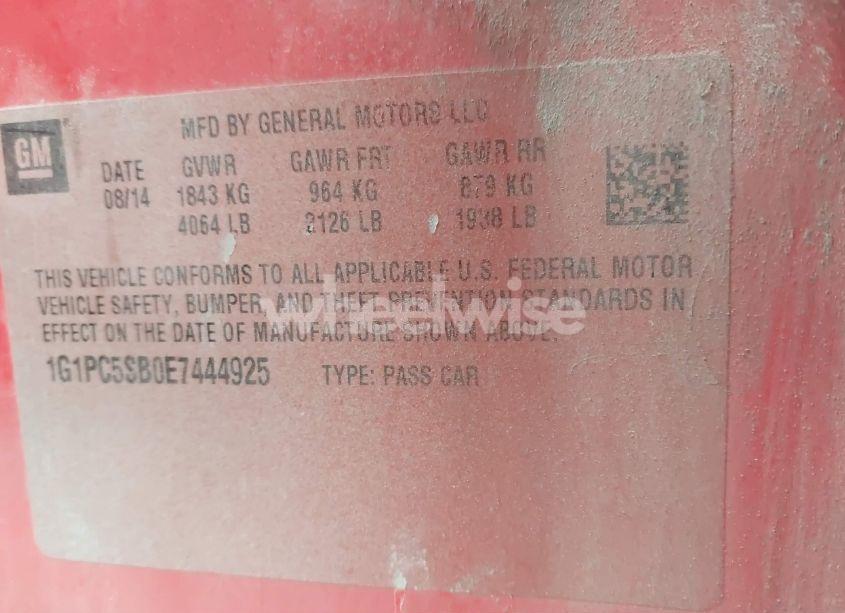 MFD BY GENERAL MOTORS LLC
GM
DATE GVWR GAWR FRT GAWR RR
08/14 1843 KG 964 KG 879 KG
4064 LB 2126 LB 1938 LB
THIS VEHICLE CONFORMS TO ALL APPLICABLE U.S. FEDERAL MOTOR
VEHICLE SAFETY, BUMPER, AND THEFT PREVENTION STANDARDS IN
wheelwise
EFFECT ON THE DATE OF MANUFACTURE SHOWN ABOVE.
1G1PC5SB0E7444925 TYPE: PASS CAR